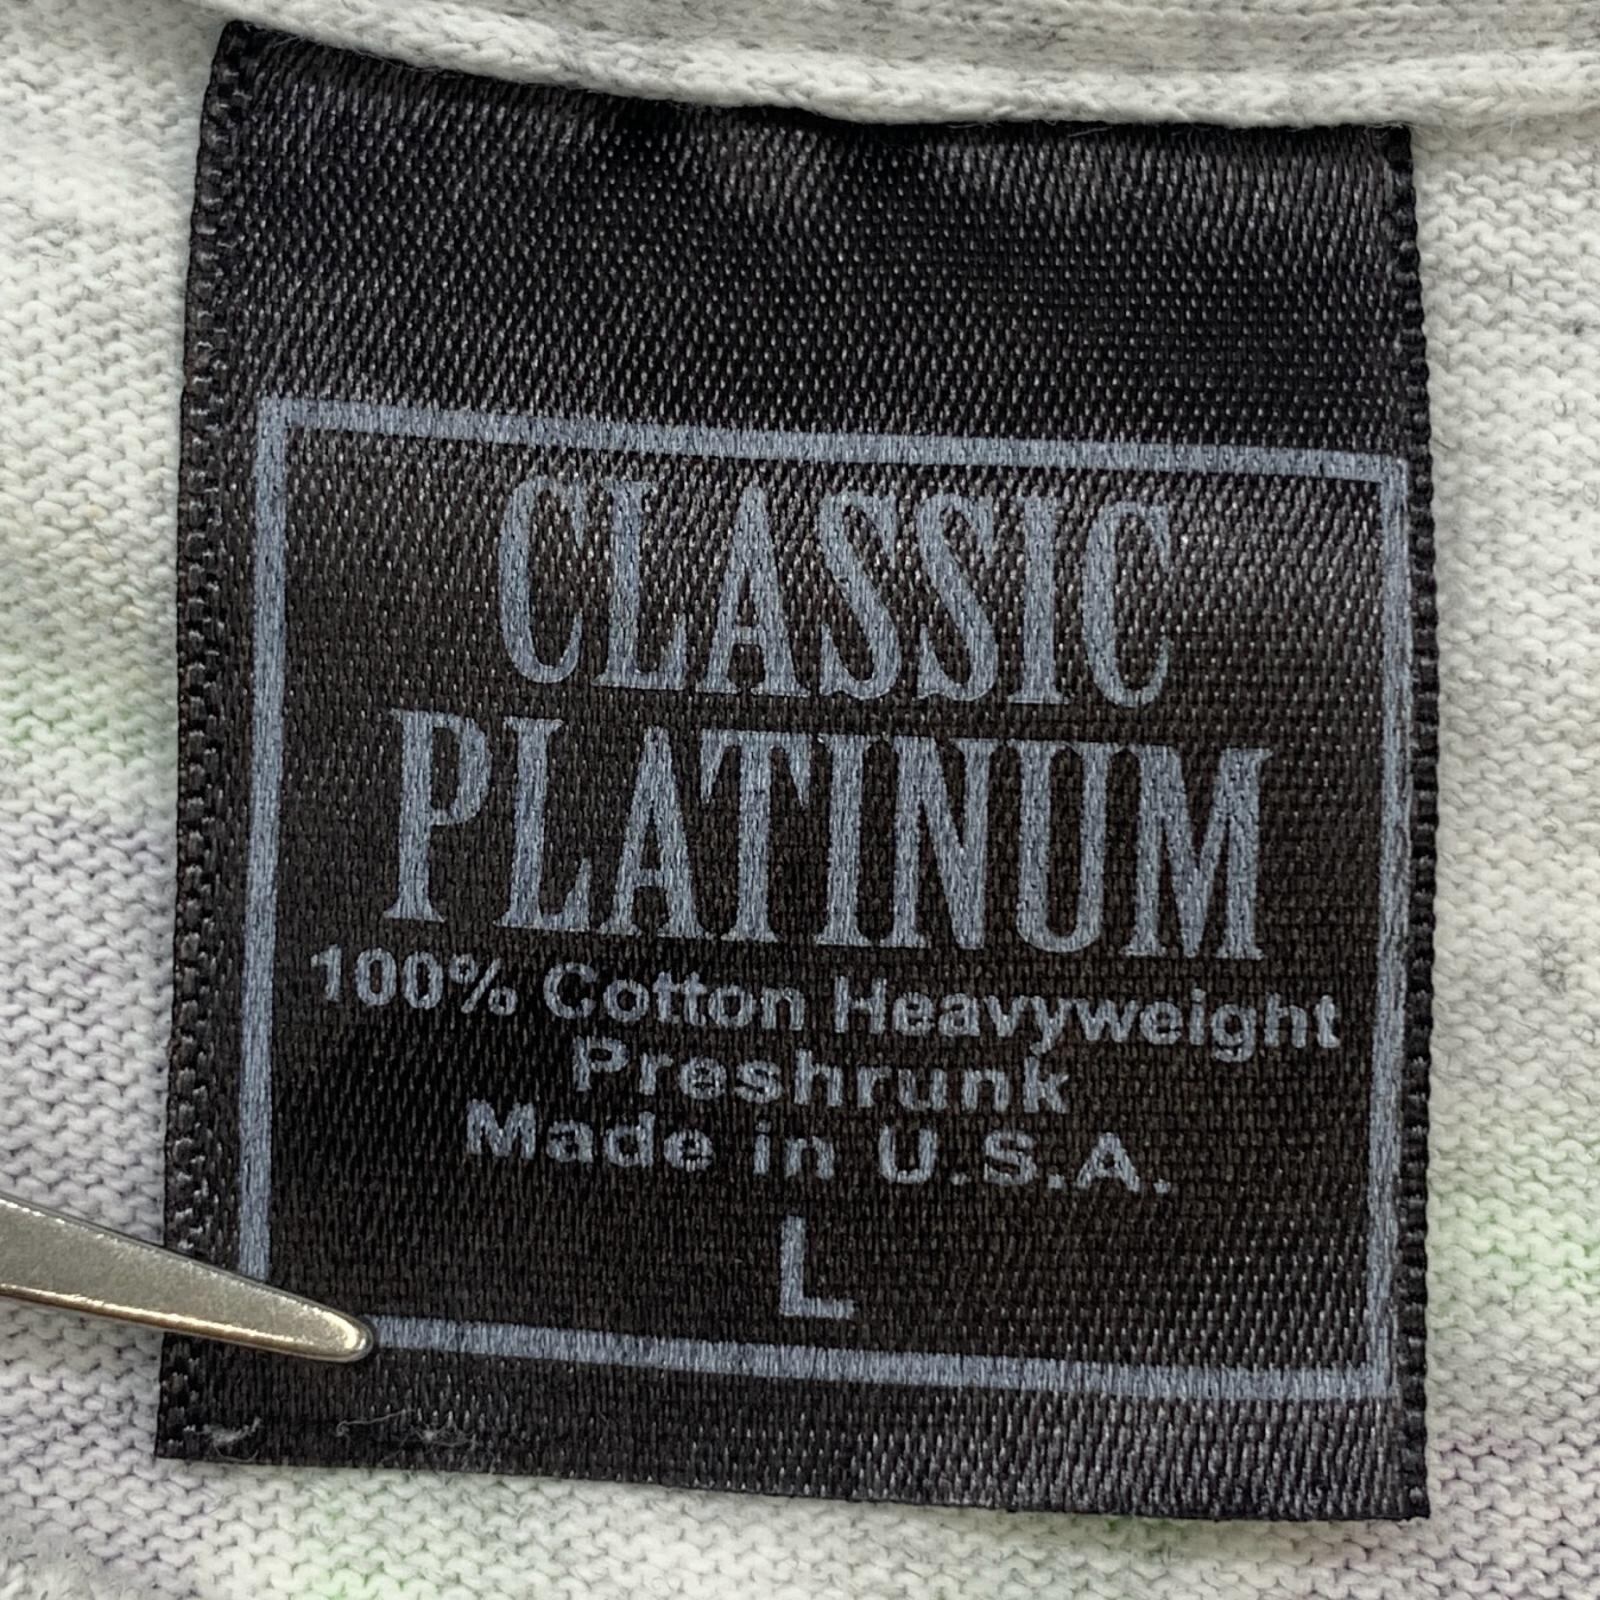 CLASSIC
PLATINUM
100% Cotton Heavyweight
Preshrunk
Made in U.S.A.
L